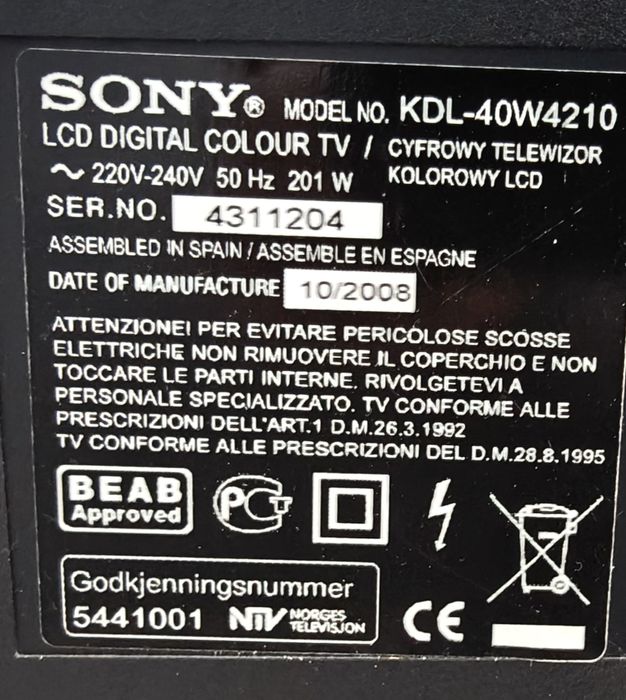 SONY® MODEL NO. KDL-40W4210
LCD DIGITAL COLOUR TV / CYFROWY TELEWIZOR
~ 220V-240V 50 Hz 201 W KOLOROWY LCD
SER.NO. 4311204
ASSEMBLED IN SPAIN / ASSEMBLE EN ESPAGNE
DATE OF MANUFACTURE 10/2008
ATTENZIONE! PER EVITARE PERICOLOSE SCOSSE
ELETTRICHE NON RIMUOVERE IL COPERCHIO E NON
TOCCARE LE PARTI INTERNE. RIVOLGETEVI A
PERSONALE SPECIALIZZATO. TV CONFORME ALLE
PRESCRIZIONI DELL'ART.1 D.M.26.3.1992
TV CONFORME ALLE PRESCRIZIONI DEL D.M.28.8.1995
BEAB
Approved
PCT
Godkjenningsnummer
5441001 NTV NORGES
TELEVISJON
CE